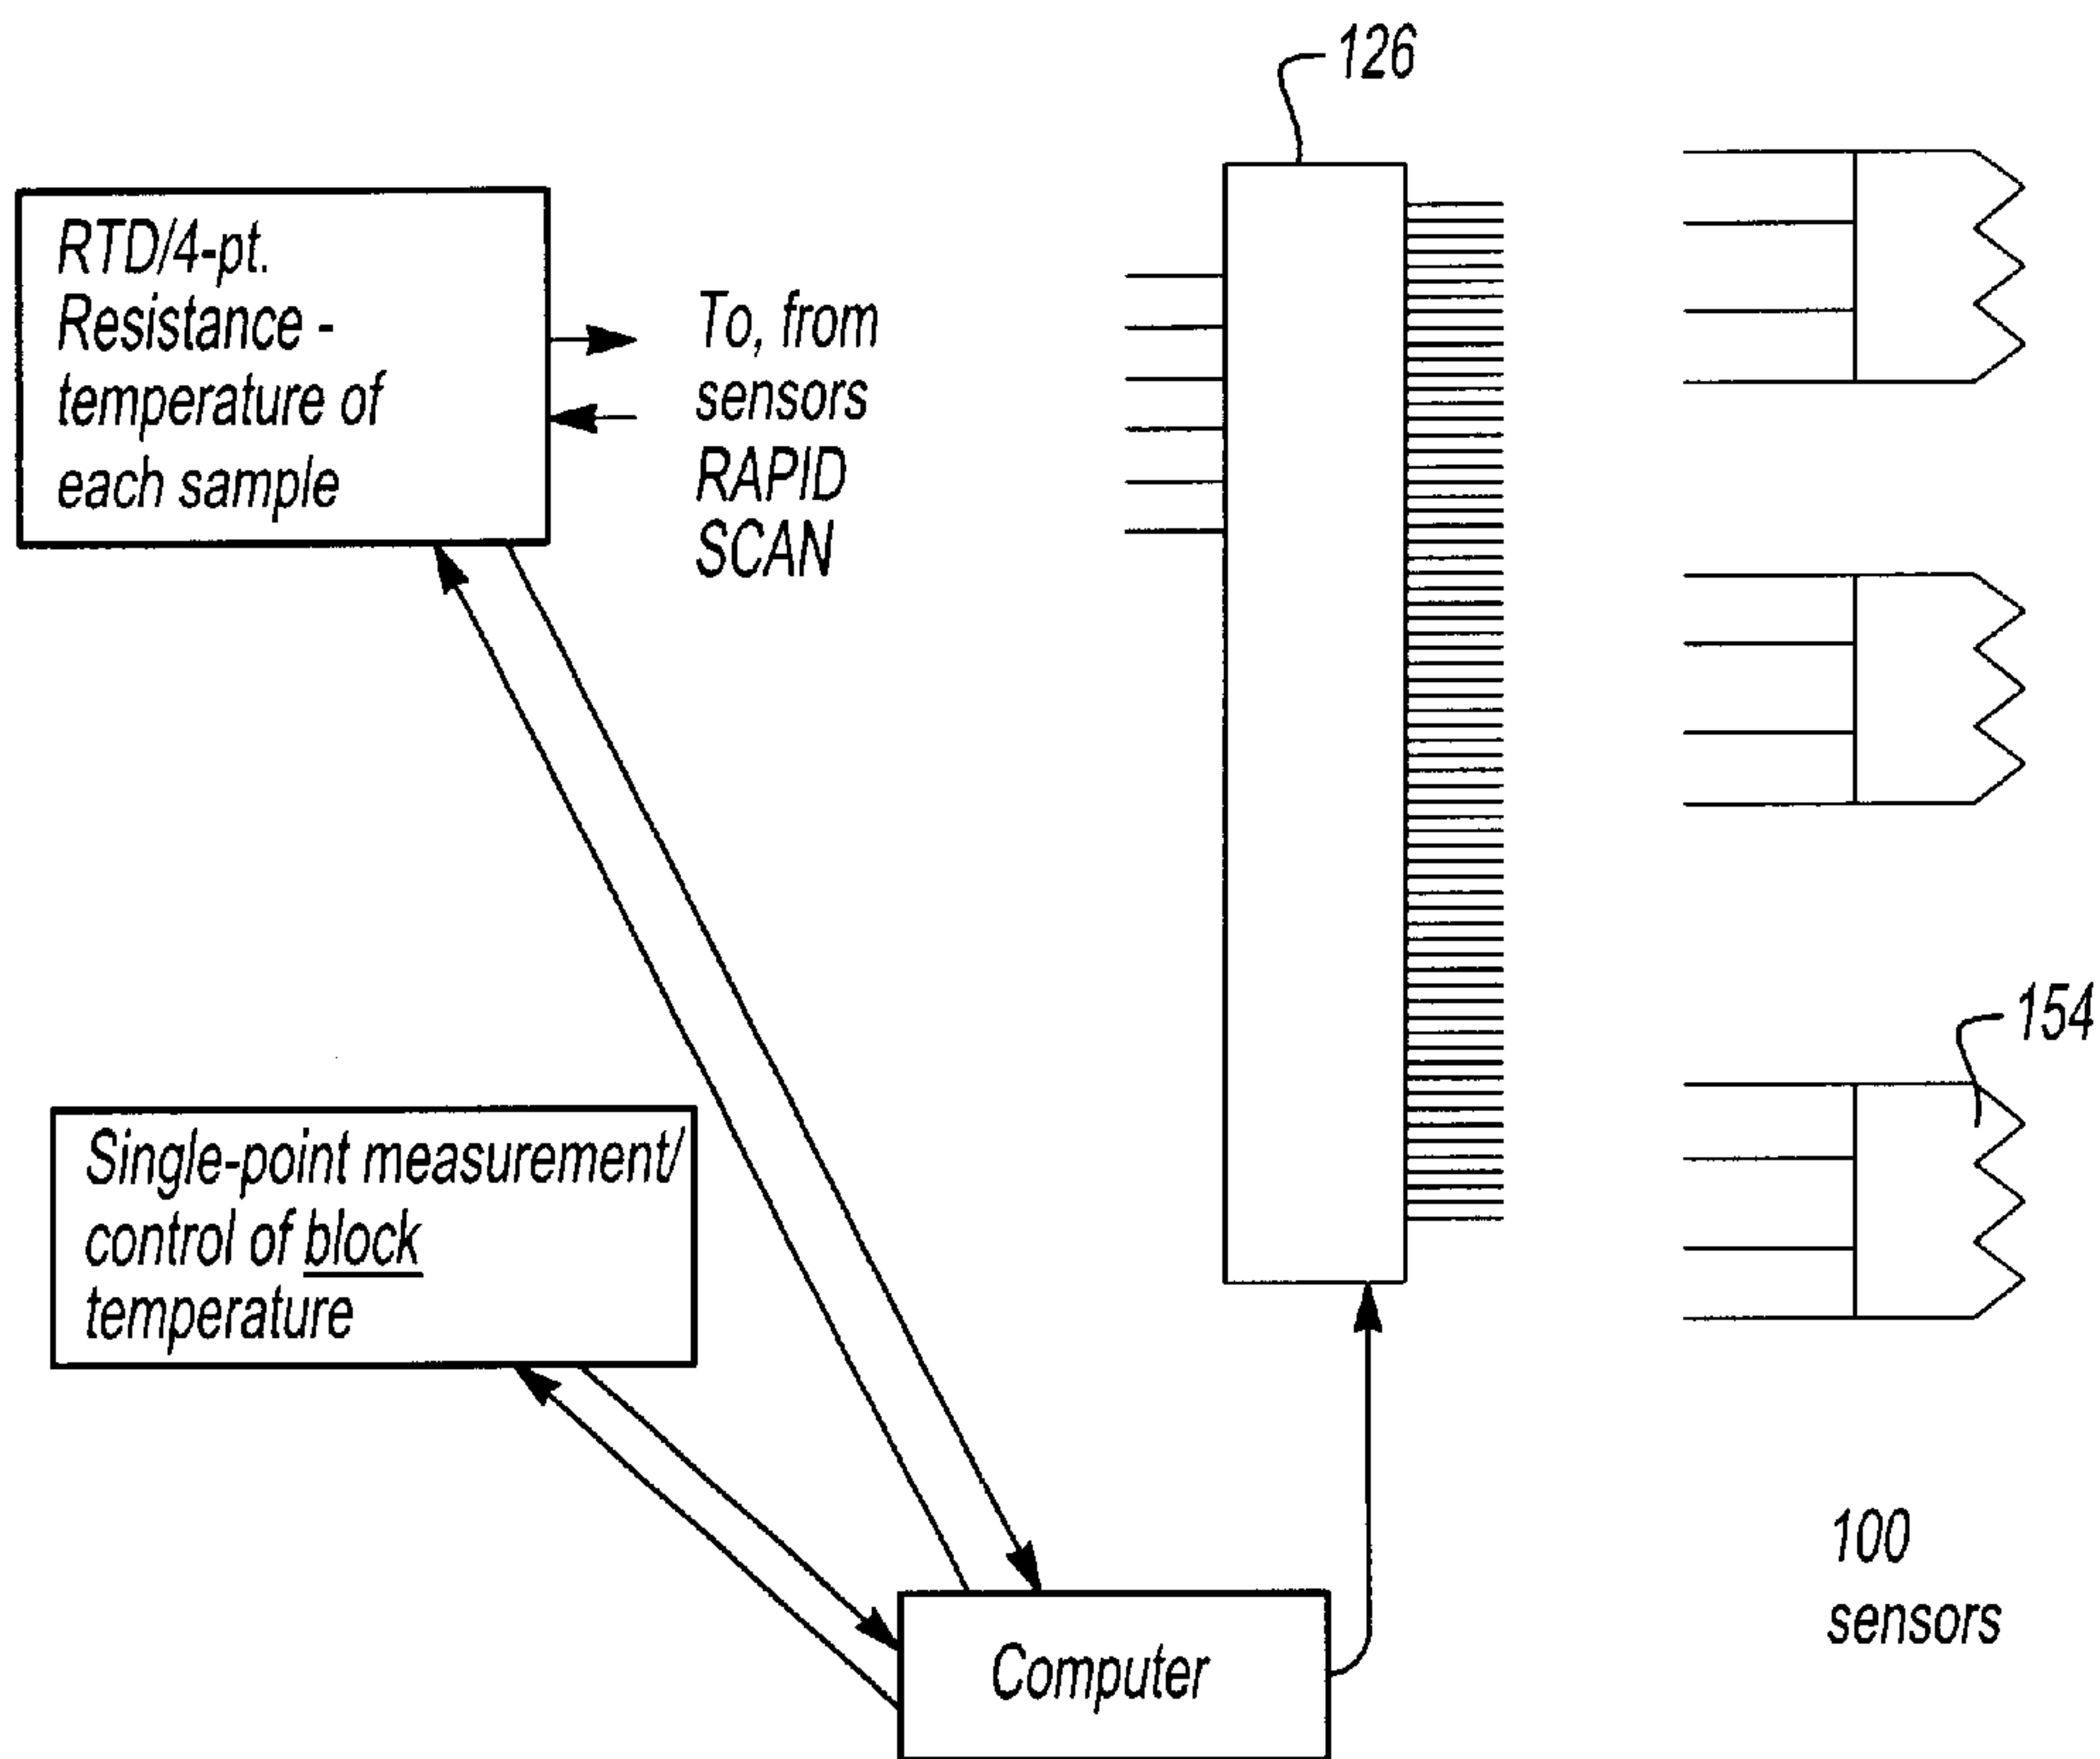 126
RTD/4-pt.
Resistance -
temperature of
each sample
To, from
sensors
RAPID
SCAN
154
Single-point measurement/
control of block
temperature
100
sensors
Computer